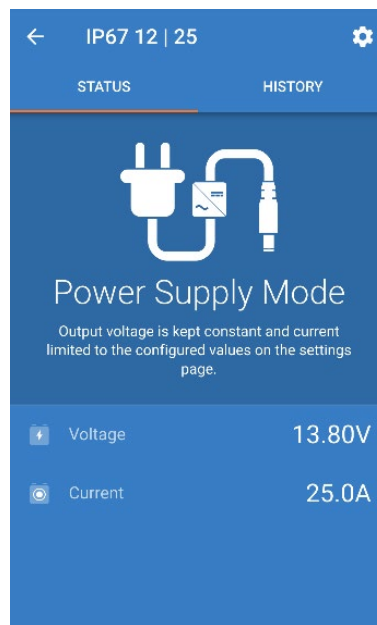 IP67 12 | 25
STATUS
HISTORY
Power Supply Mode
Output voltage is kept constant and current
limited to the configured values on the settings
page.
Voltage
13.80V
Current
25.0A